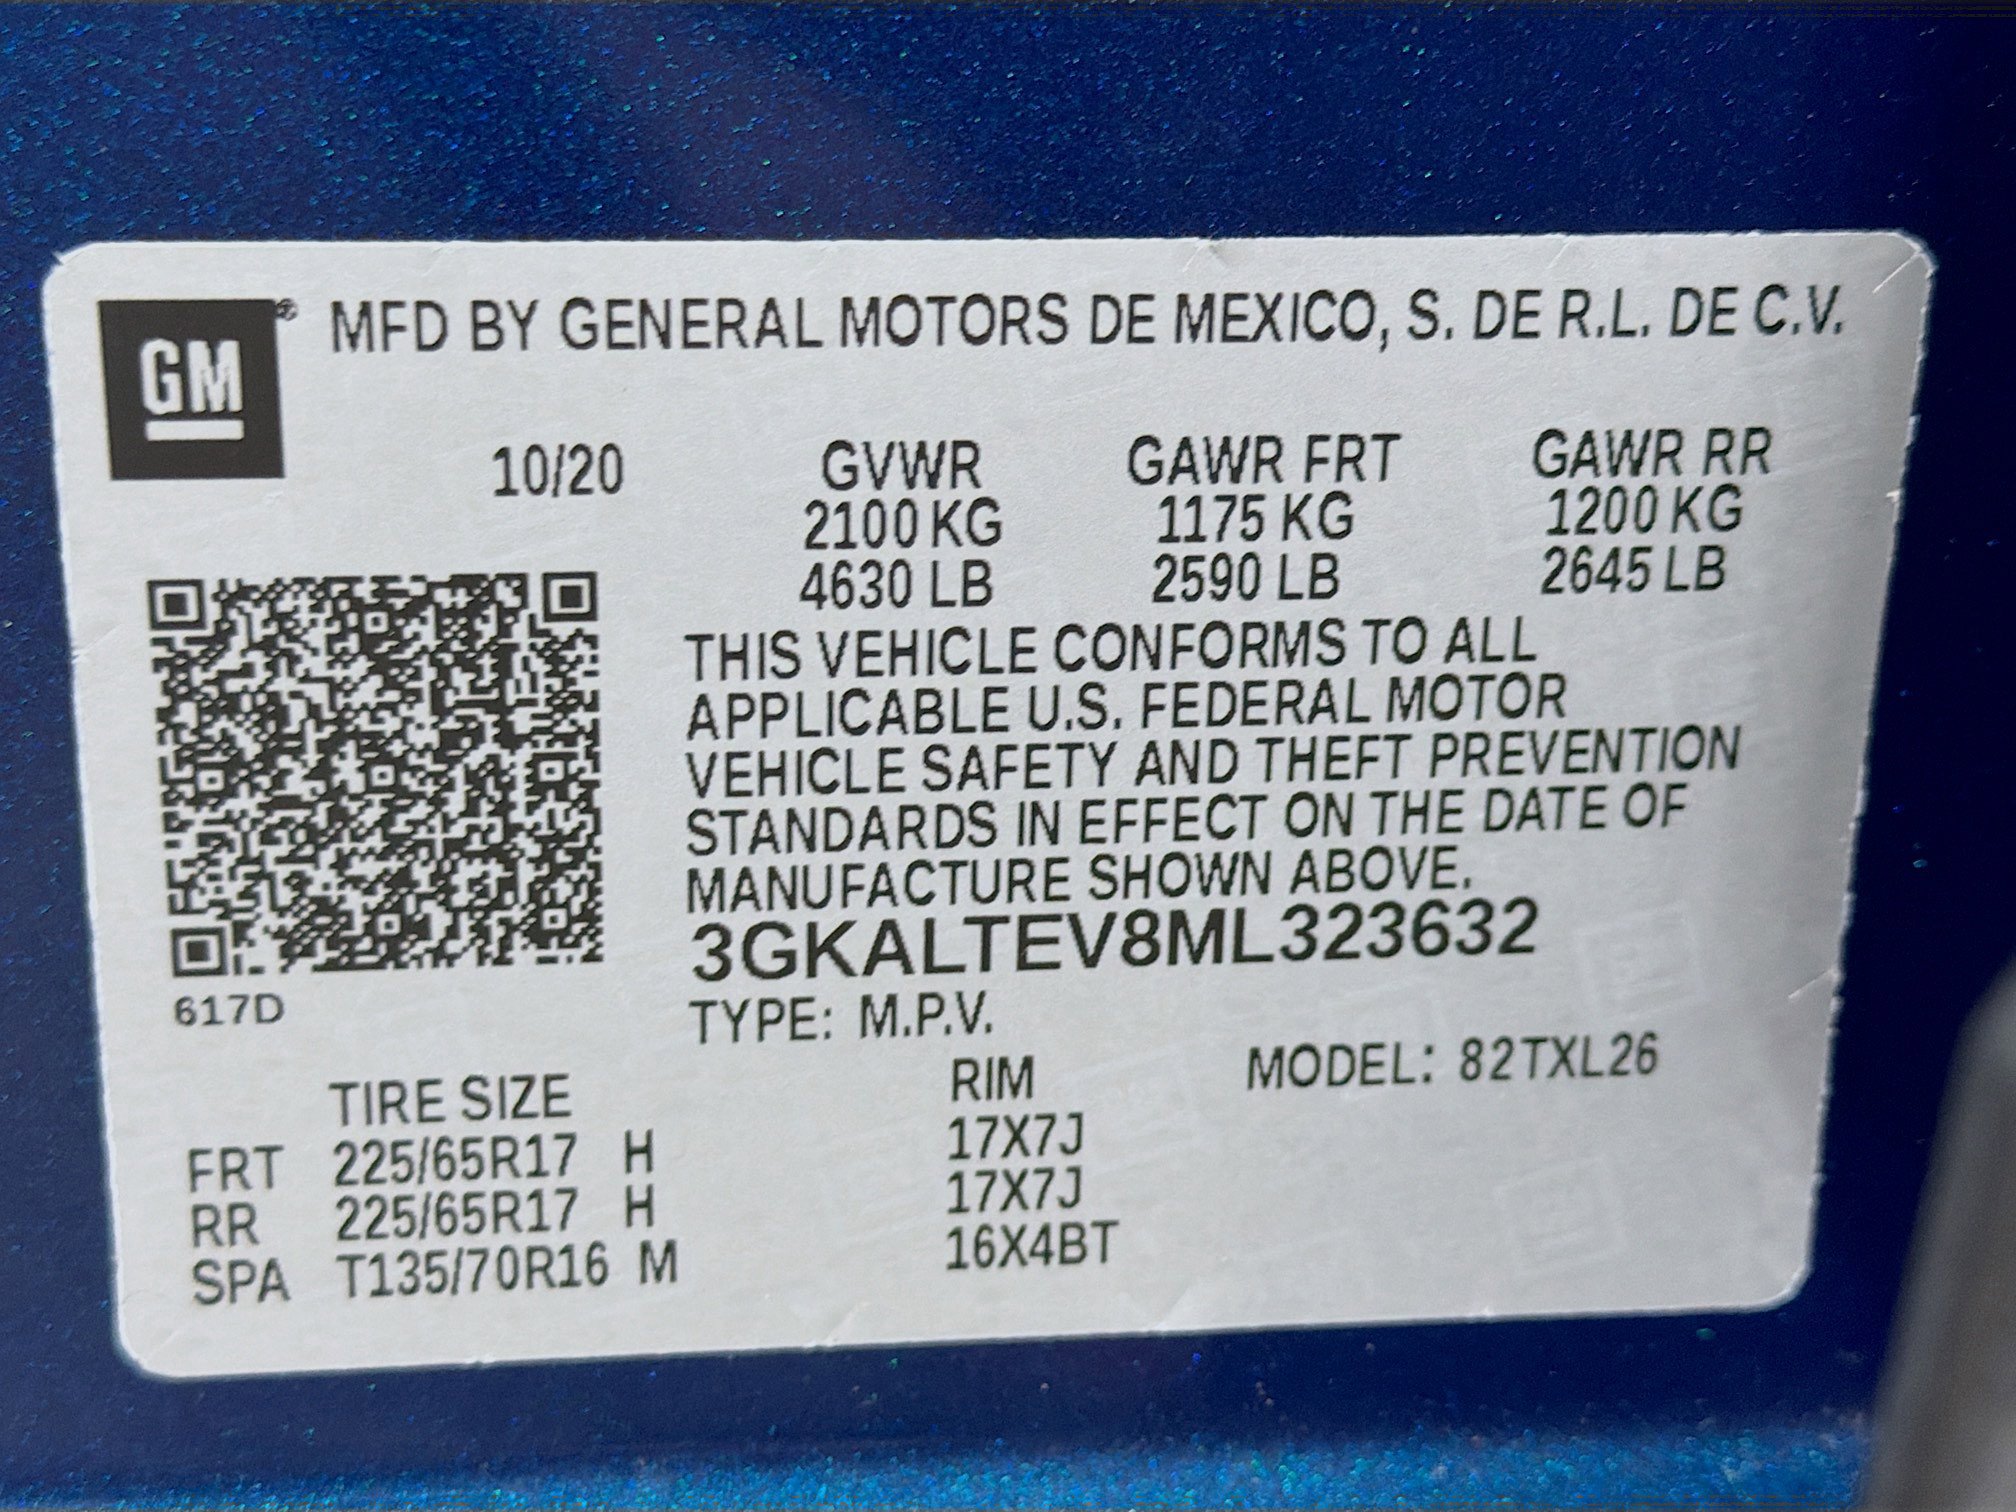 GM ® MFD BY GENERAL MOTORS DE MEXICO, S. DE R.L. DE C.V.
10/20 GVWR GAWR FRT GAWR RR
2100 KG 1175 KG 1200 KG
4630 LB 2590 LB 2645 LB
THIS VEHICLE CONFORMS TO ALL
APPLICABLE U.S. FEDERAL MOTOR
VEHICLE SAFETY AND THEFT PREVENTION
STANDARDS IN EFFECT ON THE DATE OF
MANUFACTURE SHOWN ABOVE.
3GKALTEV8ML323632
617D
TYPE: M.P.V.
MODEL: 82TXL26
TIRE SIZE RIM
FRT 225/65R17 H 17X7J
RR 225/65R17 H 17X7J
SPA T135/70R16 M 16X4BT